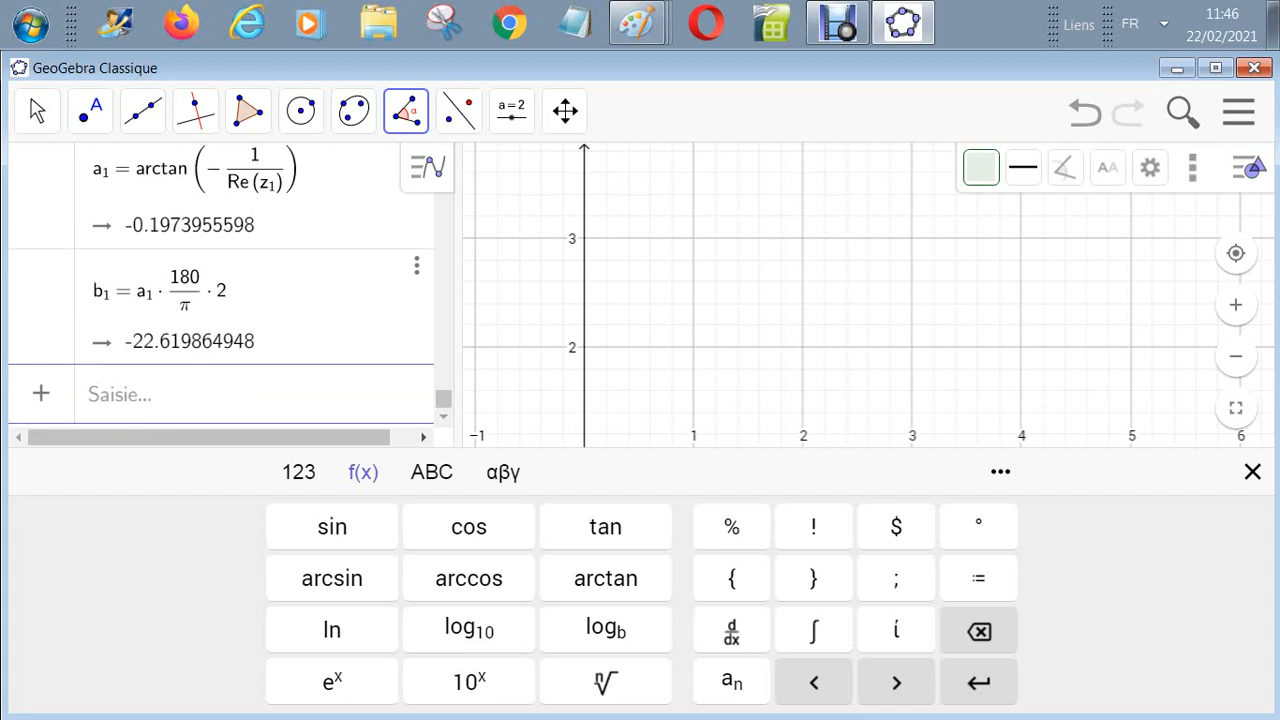 Liens FR 11:46
22/02/2021
GeoGebra Classique
A α a=2
a₁ = arctan (− 1/Re(z₁))
→ -0.1973955598
b₁ = a₁ · 180/π · 2
→ -22.619864948
+ Saisie...
AA
3
2
−1 1 2 3 4 5 6
123 f(x) ABC αβγ ...
sin cos tan % ! $ °
arcsin arccos arctan { } ; :=
ln log₁₀ log_b d/dx ∫ í
eˣ 10ˣ ⁿ√ aₙ < >